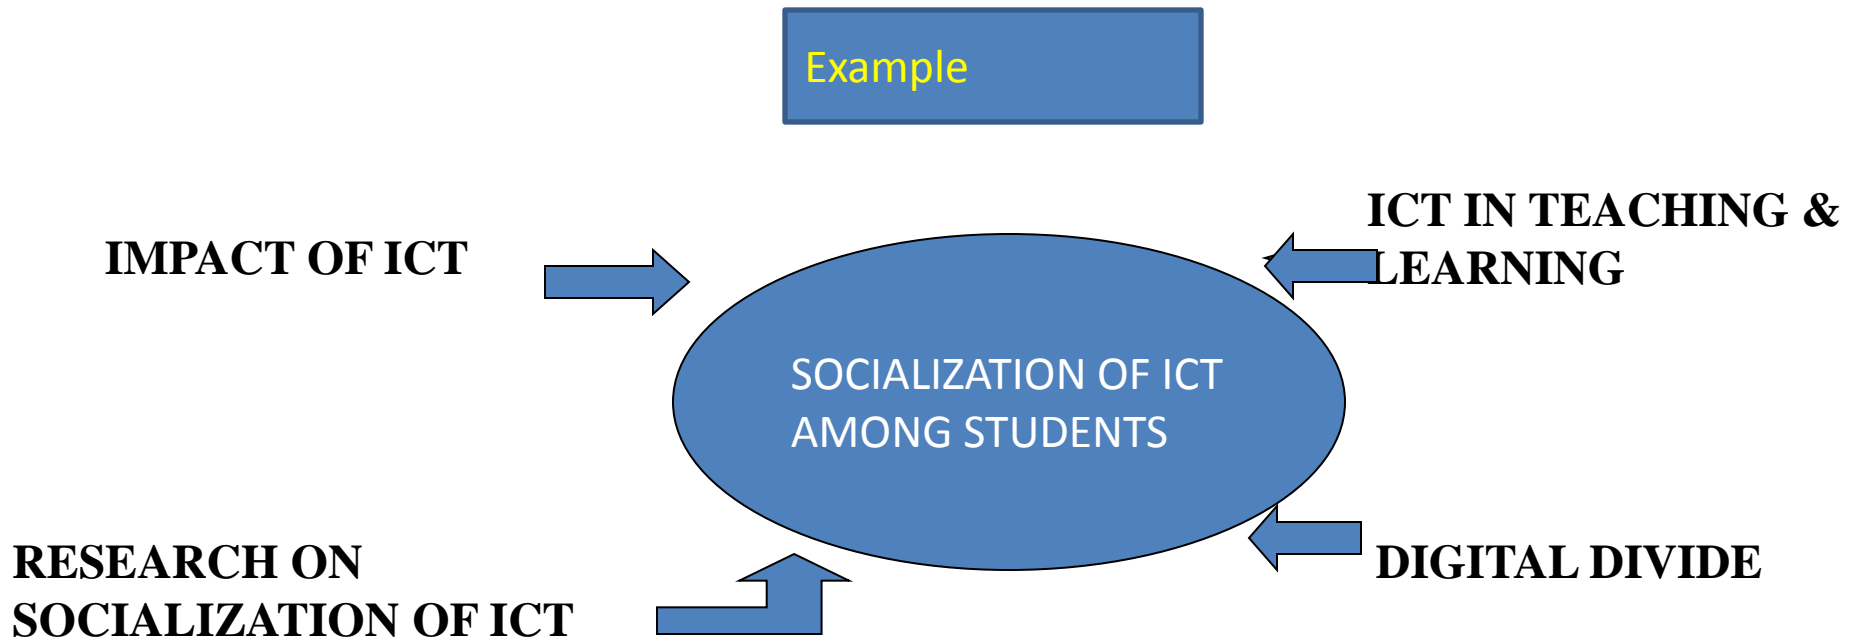 Example
IMPACT OF ICT
ICT IN TEACHING &
LEARNING
SOCIALIZATION OF ICT
AMONG STUDENTS
RESEARCH ON
SOCIALIZATION OF ICT
DIGITAL DIVIDE